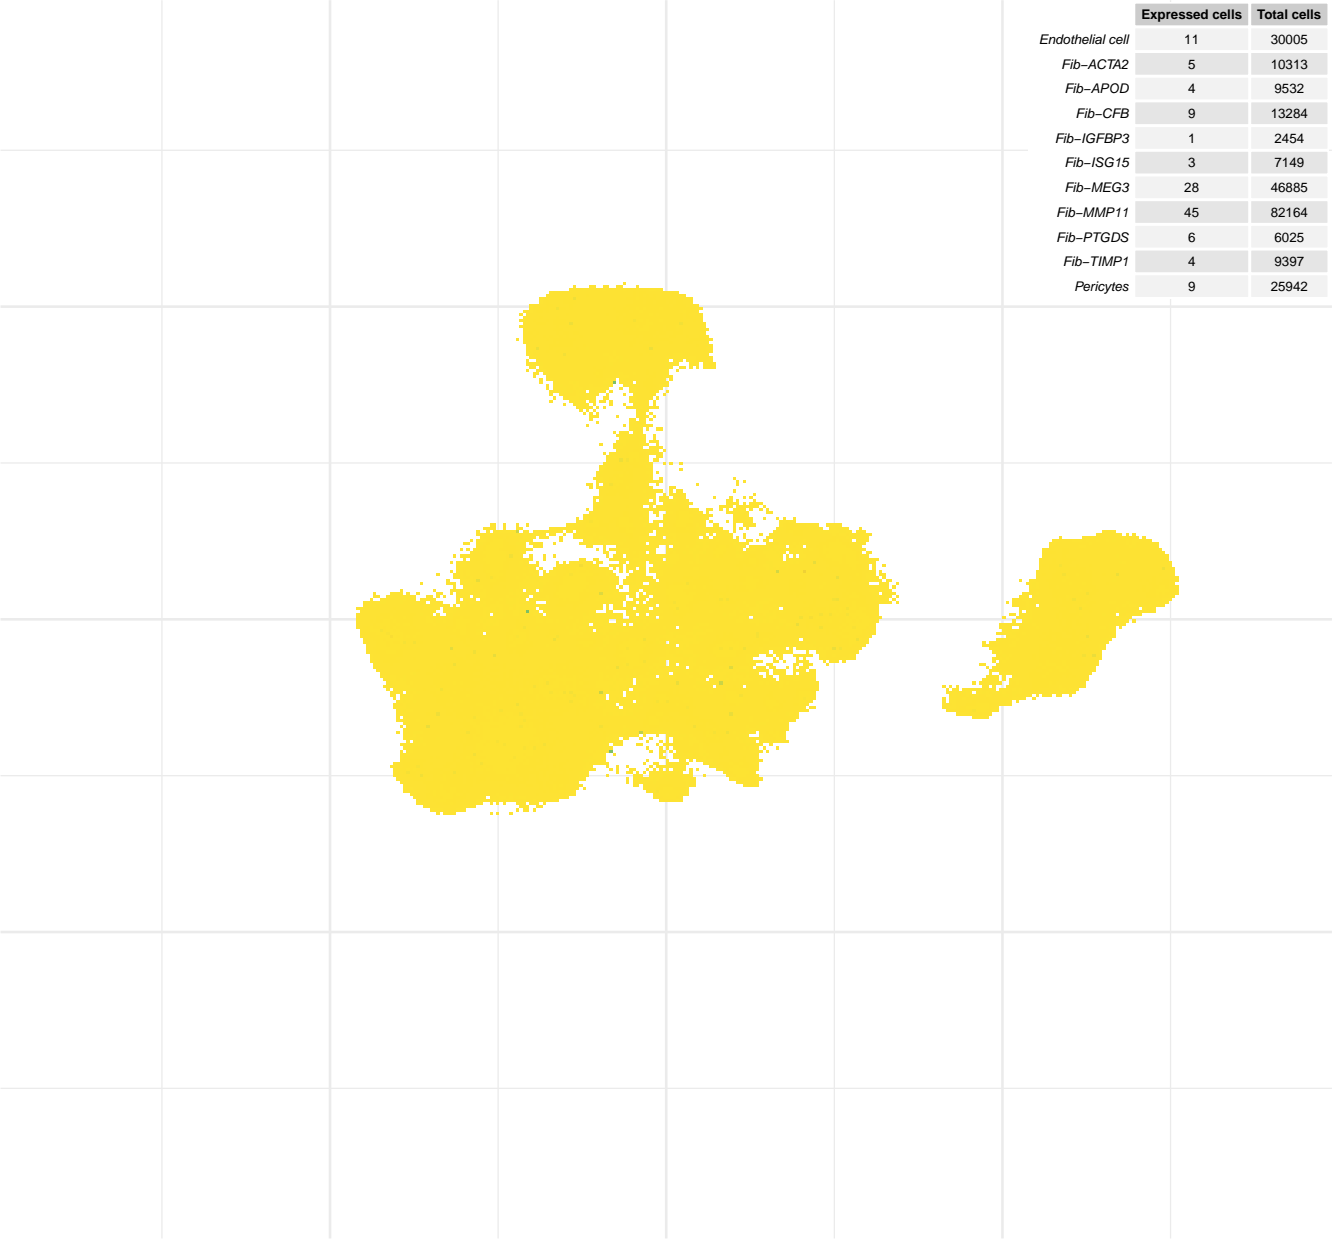 Expressed cells Total cells
Endothelial cell 11 30005
Fib−ACTA2 5 10313
Fib−APOD 4 9532
Fib−CFB 9 13284
Fib−IGFBP3 1 2454
Fib−ISG15 3 7149
Fib−MEG3 28 46885
Fib−MMP11 45 82164
Fib−PTGDS 6 6025
Fib−TIMP1 4 9397
Pericytes 9 25942